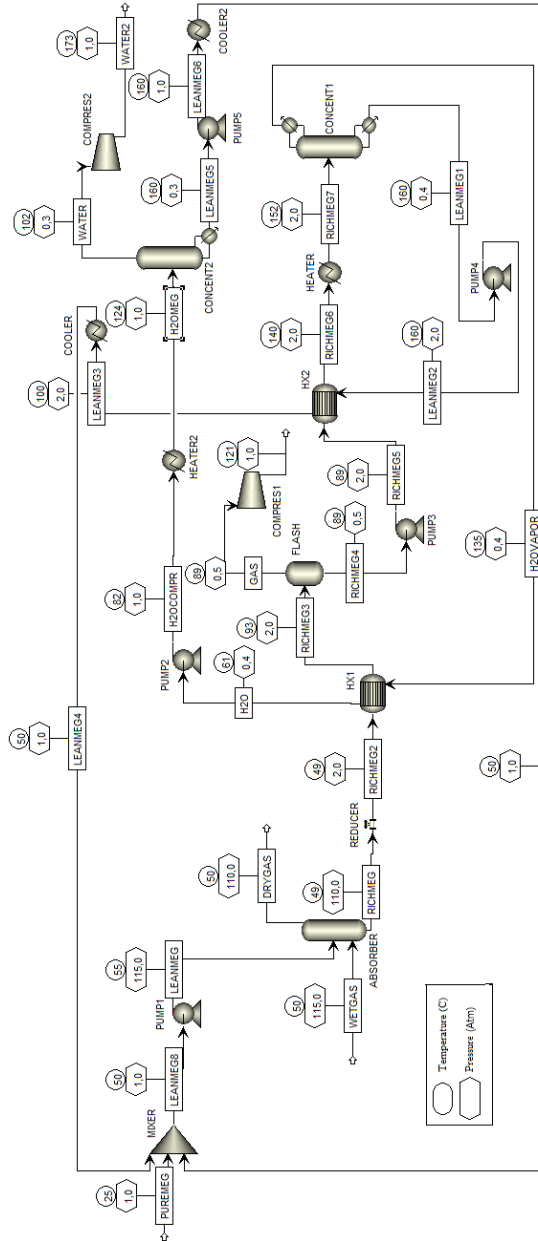 25
1,0
PUREMEG
MIXER
50
1,0
LEANMEG8
PUMP1
55
115,0
LEANMEG
50
115,0
WETGAS
ABSORBER
50
110,0
DRYGAS
49
110,0
RICHMEG
REDUCER
49
2,0
RICHMEG2
HX1
50
1,0
LEANMEG4
61
0,4
H2O
PUMP2
82
1,0
H2OCOMPR
HEATER2
93
2,0
RICHMEG3
FLASH
89
0,5
GAS
COMPRES1
121
1,0
89
0,5
RICHMEG4
PUMP3
89
2,0
RICHMEG5
HX2
100
2,0
LEANMEG3
COOLER
124
1,0
H2OMEG
CONCENT2
102
0,3
WATER
COMPRES2
173
1,0
WATER2
160
0,3
LEANMEG5
PUMP5
160
1,0
LEANMEG6
COOLER2
140
2,0
RICHMEG6
HEATER
152
2,0
RICHMEG7
CONCENT1
160
0,4
LEANMEG1
PUMP4
160
2,0
LEANMEG2
135
0,4
H2OVAPOR
50
1,0
Temperature (C)
Pressure (Atm)